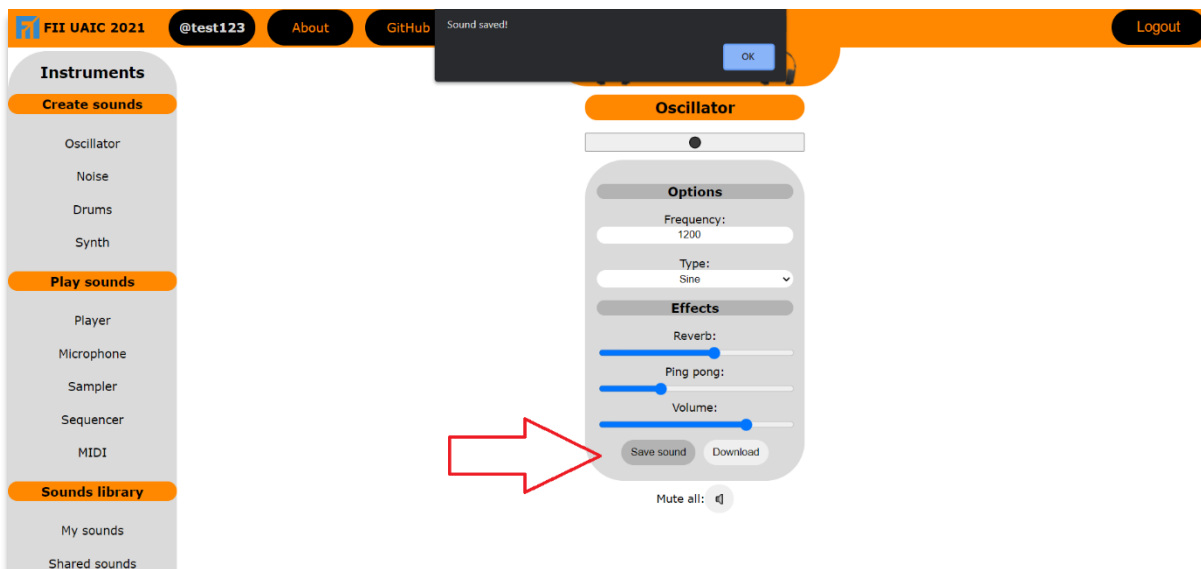 FII UAIC 2021
@test123
About
GitHub
Sound saved!
OK
Logout
Instruments
Create sounds
Oscillator
Noise
Drums
Synth
Play sounds
Player
Microphone
Sampler
Sequencer
MIDI
Sounds library
My sounds
Shared sounds
Oscillator
Options
Frequency:
1200
Type:
Sine
Effects
Reverb:
Ping pong:
Volume:
Save sound
Download
Mute all: